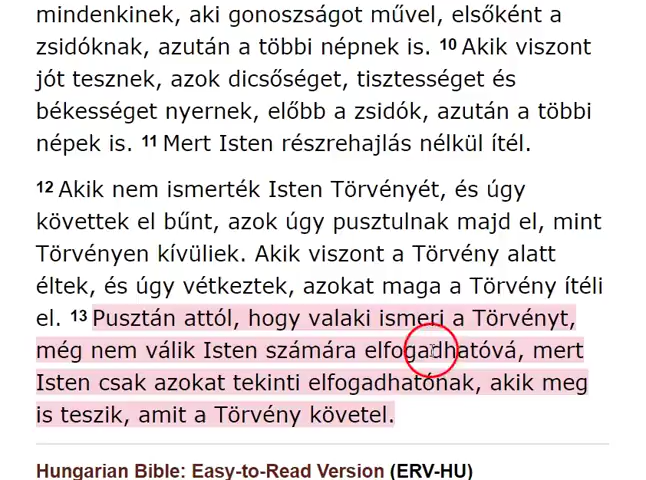 mindenkinek, aki gonoszságot művel, elsőként a
zsidóknak, azután a többi népnek is. 10 Akik viszont
jót tesznek, azok dicsőséget, tisztességet és
békességet nyernek, előbb a zsidók, azután a többi
népek is. 11 Mert Isten részrehajlás nélkül ítél.
12 Akik nem ismerték Isten Törvényét, és úgy
követtek el bűnt, azok úgy pusztulnak majd el, mint
Törvényen kívüliek. Akik viszont a Törvény alatt
éltek, és úgy vétkeztek, azokat maga a Törvény ítéli
el. 13 Pusztán attól, hogy valaki ismeri a Törvényt,
még nem válik Isten számára elfogadhatóvá, mert
Isten csak azokat tekinti elfogadhatónak, akik meg
is teszik, amit a Törvény követel.
Hungarian Bible: Easy-to-Read Version (ERV-HU)